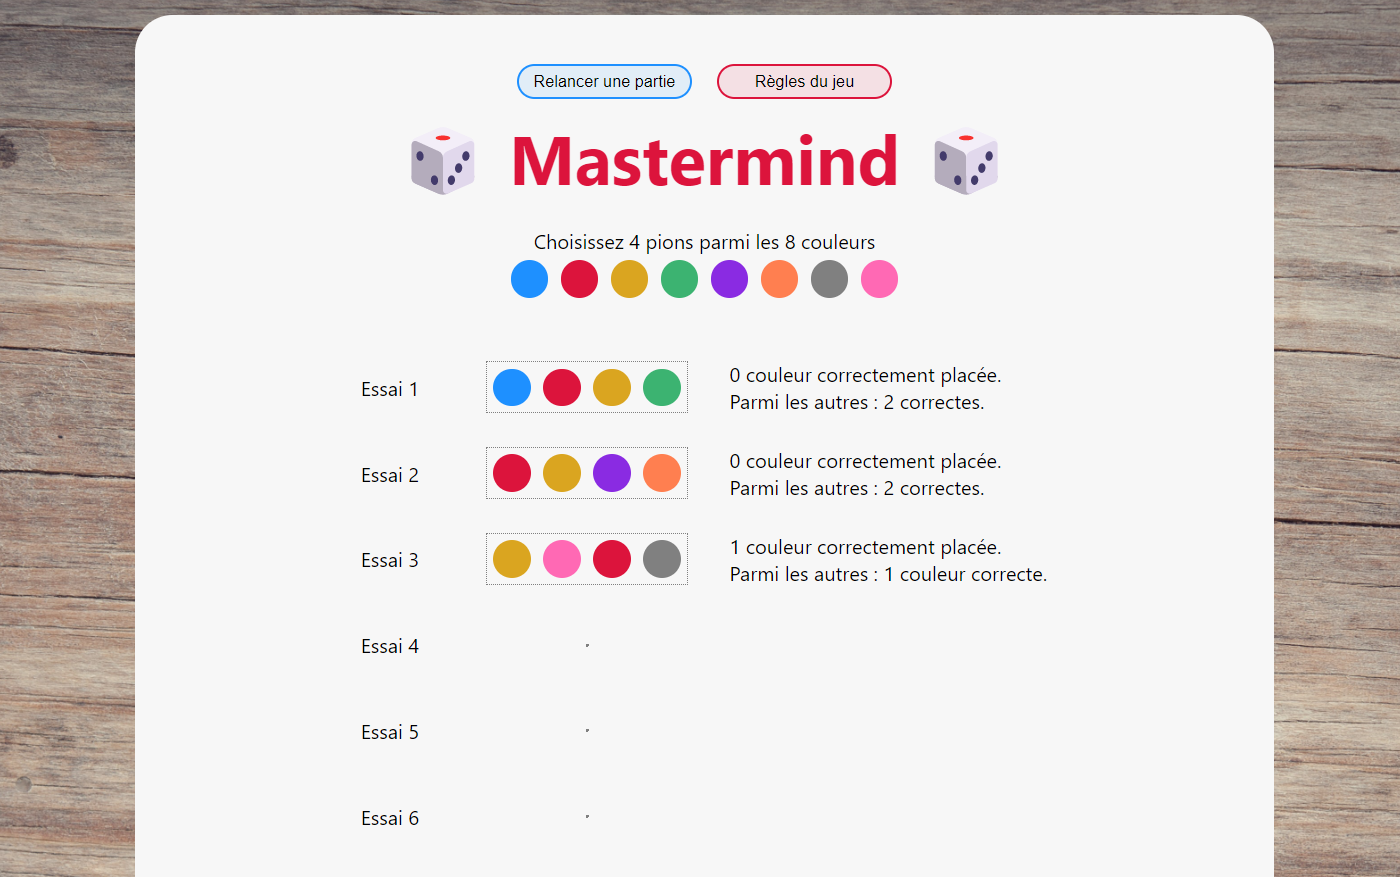 Relancer une partie
Règles du jeu
Mastermind
Choisissez 4 pions parmi les 8 couleurs
Essai 1
0 couleur correctement placée.
Parmi les autres : 2 correctes.
Essai 2
0 couleur correctement placée.
Parmi les autres : 2 correctes.
Essai 3
1 couleur correctement placée.
Parmi les autres : 1 couleur correcte.
Essai 4
Essai 5
Essai 6